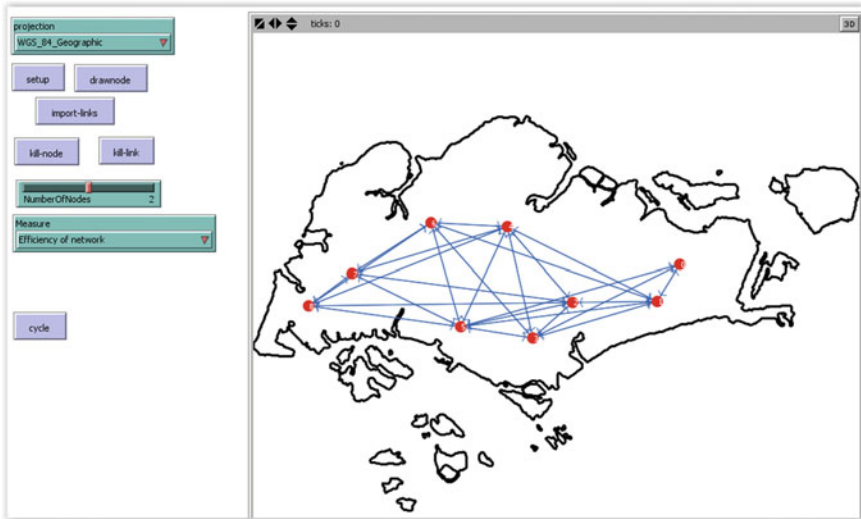 projection
WGS_84_Geographic
setup
drawnode
import-links
kill-node
kill-link
NumberOfNodes 2
Measure
Efficiency of network
cycle
ticks: 0
3D